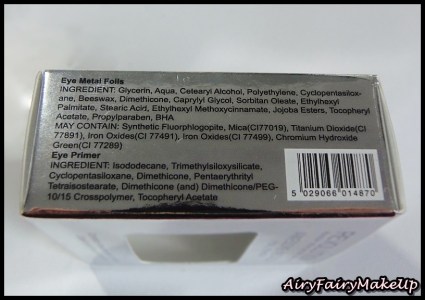 Eye Metal Foils
INGREDIENT: Glycerin, Aqua, Cetearyl Alcohol, Polyethylene, Cyclopentasilox-
ane, Beeswax, Dimethicone, Caprylyl Glycol, Sorbitan Oleste, Ethylhexyl
Palmitate, Stearic Acid, Ethylhexyl Methoxycinnamate, Jojoba Esters, Tocopheryl
Acetate, Propylparaben, BHA
MAY CONTAIN: Synthetic Fluorphlogopite, Mica(CI77019), Titanium Dioxide(CI
77891), Iron Oxides(CI 77491), Iron Oxides(CI 77499), Chromium Hydroxide
Green(CI 77289)
Eye Primer
INGREDIENT: Isododecane, Trimethylsiloxysilicate,
Cyclopentasiloxane, Dimethicone, Pentaerythrityl
Tetraisostearate, Dimethicone (and) Dimethicone/PEG-
10/15 Crosspolymer, Tocopheryl Acetate
5 029066 014870
AiryFairyMakeUp